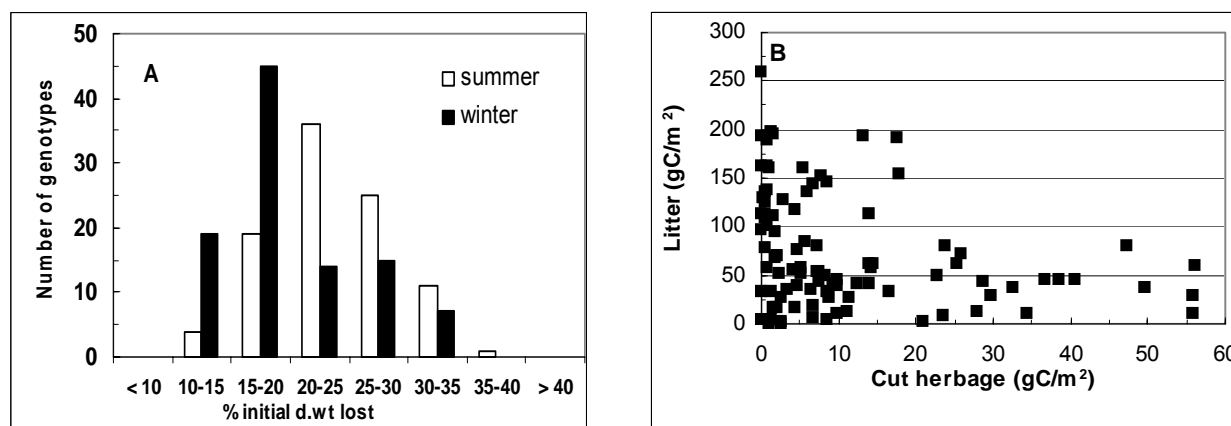 A
summer
winter
Number of genotypes
50
40
30
20
10
0
< 10 10-15 15-20 20-25 25-30 30-35 35-40 > 40
% initial d.wt lost
B
Litter (gC/m²)
300
250
200
150
100
50
0
0 10 20 30 40 50 60
Cut herbage (gC/m²)